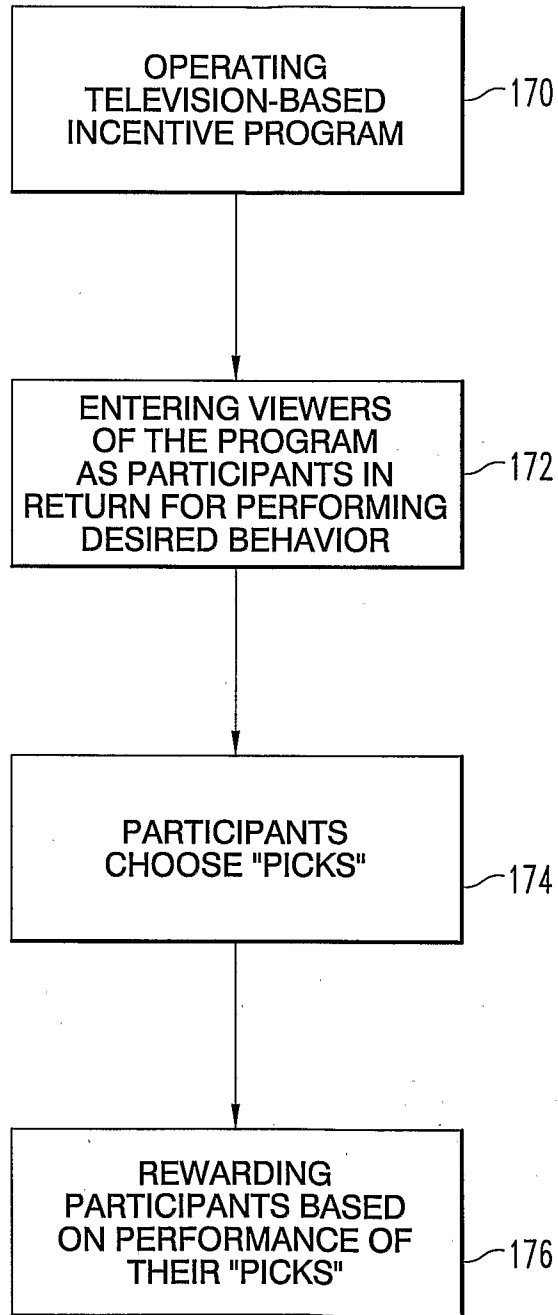 OPERATING
TELEVISION-BASED
INCENTIVE PROGRAM
170
ENTERING VIEWERS
OF THE PROGRAM
AS PARTICIPANTS IN
RETURN FOR PERFORMING
DESIRED BEHAVIOR
172
PARTICIPANTS
CHOOSE "PICKS"
174
REWARDING
PARTICIPANTS BASED
ON PERFORMANCE OF
THEIR "PICKS"
176